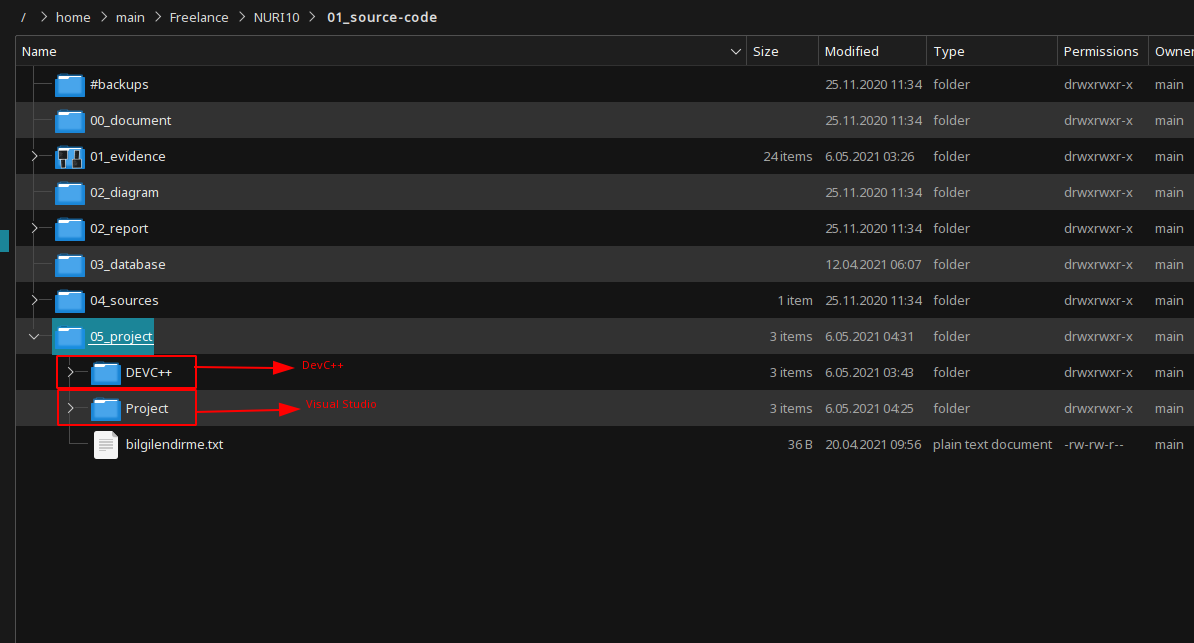 / > home > main > Freelance > NURI10 > 01_source-code
Name Size Modified Type Permissions Owner
#backups 25.11.2020 11:34 folder drwxrwxr-x main
00_document 25.11.2020 11:34 folder drwxrwxr-x main
01_evidence 24 items 6.05.2021 03:26 folder drwxrwxr-x main
02_diagram 25.11.2020 11:34 folder drwxrwxr-x main
02_report 25.11.2020 11:34 folder drwxrwxr-x main
03_database 12.04.2021 06:07 folder drwxrwxr-x main
04_sources 1 item 25.11.2020 11:34 folder drwxrwxr-x main
05_project 3 items 6.05.2021 04:31 folder drwxrwxr-x main
DEVC++ DevC++ 3 items 6.05.2021 03:43 folder drwxrwxr-x main
Project Visual Studio 3 items 6.05.2021 04:25 folder drwxrwxr-x main
bilgilendirme.txt 36 B 20.04.2021 09:56 plain text document -rw-rw-r-- main